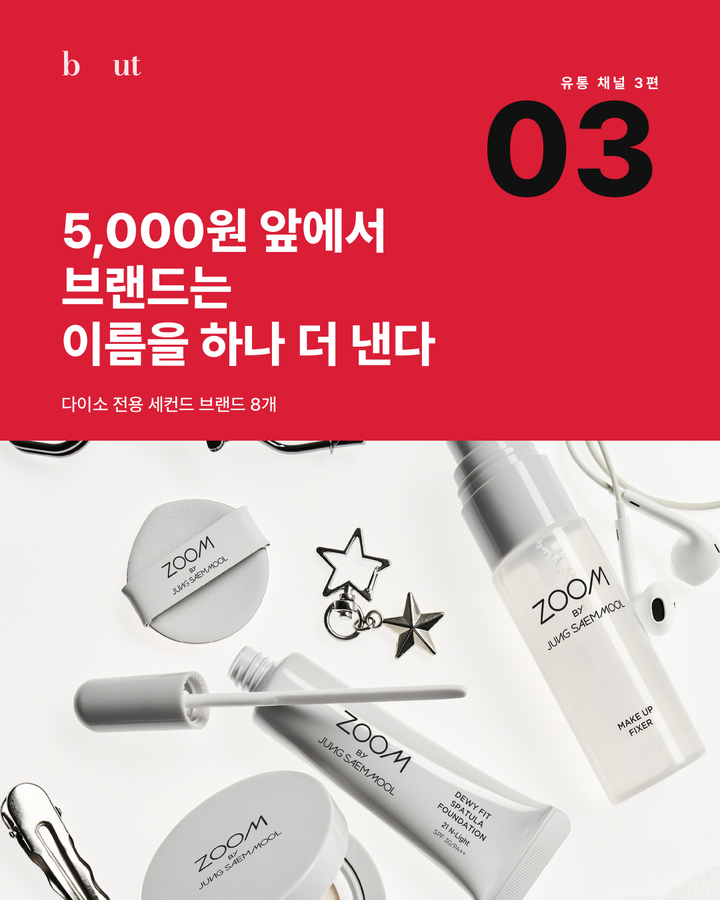 b ut
유통 채널 3편
03
5,000원 앞에서
브랜드는
이름을 하나 더 낸다
다이소 전용 세컨드 브랜드 8개
ZOOM
BY
JUNG SAEMMOOL
ZOOM
BY
JUNG SAEMMOOL
MAKE UP
FIXER
ZOOM
BY
JUNG SAEMMOOL
DEWY FIT
SPATULA
FOUNDATION
21 N-Light
SPF 30/PA++
ZOOM
BY
JUNG SAEMMOOL